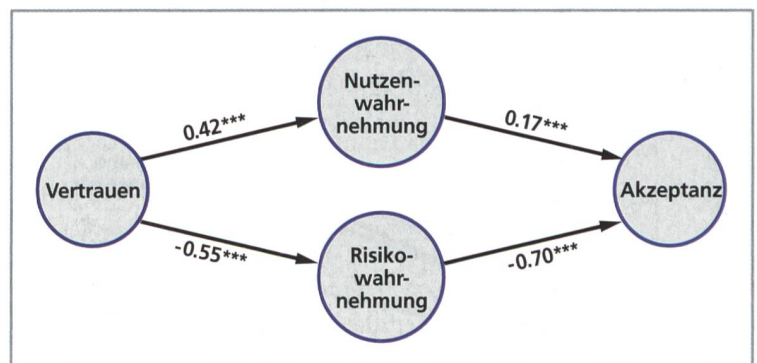 Nutzen-
wahr-
nehmung
0.42***
0.17***
Vertrauen
Akzeptanz
-0.55***
-0.70***
Risiko-
wahr-
nehmung